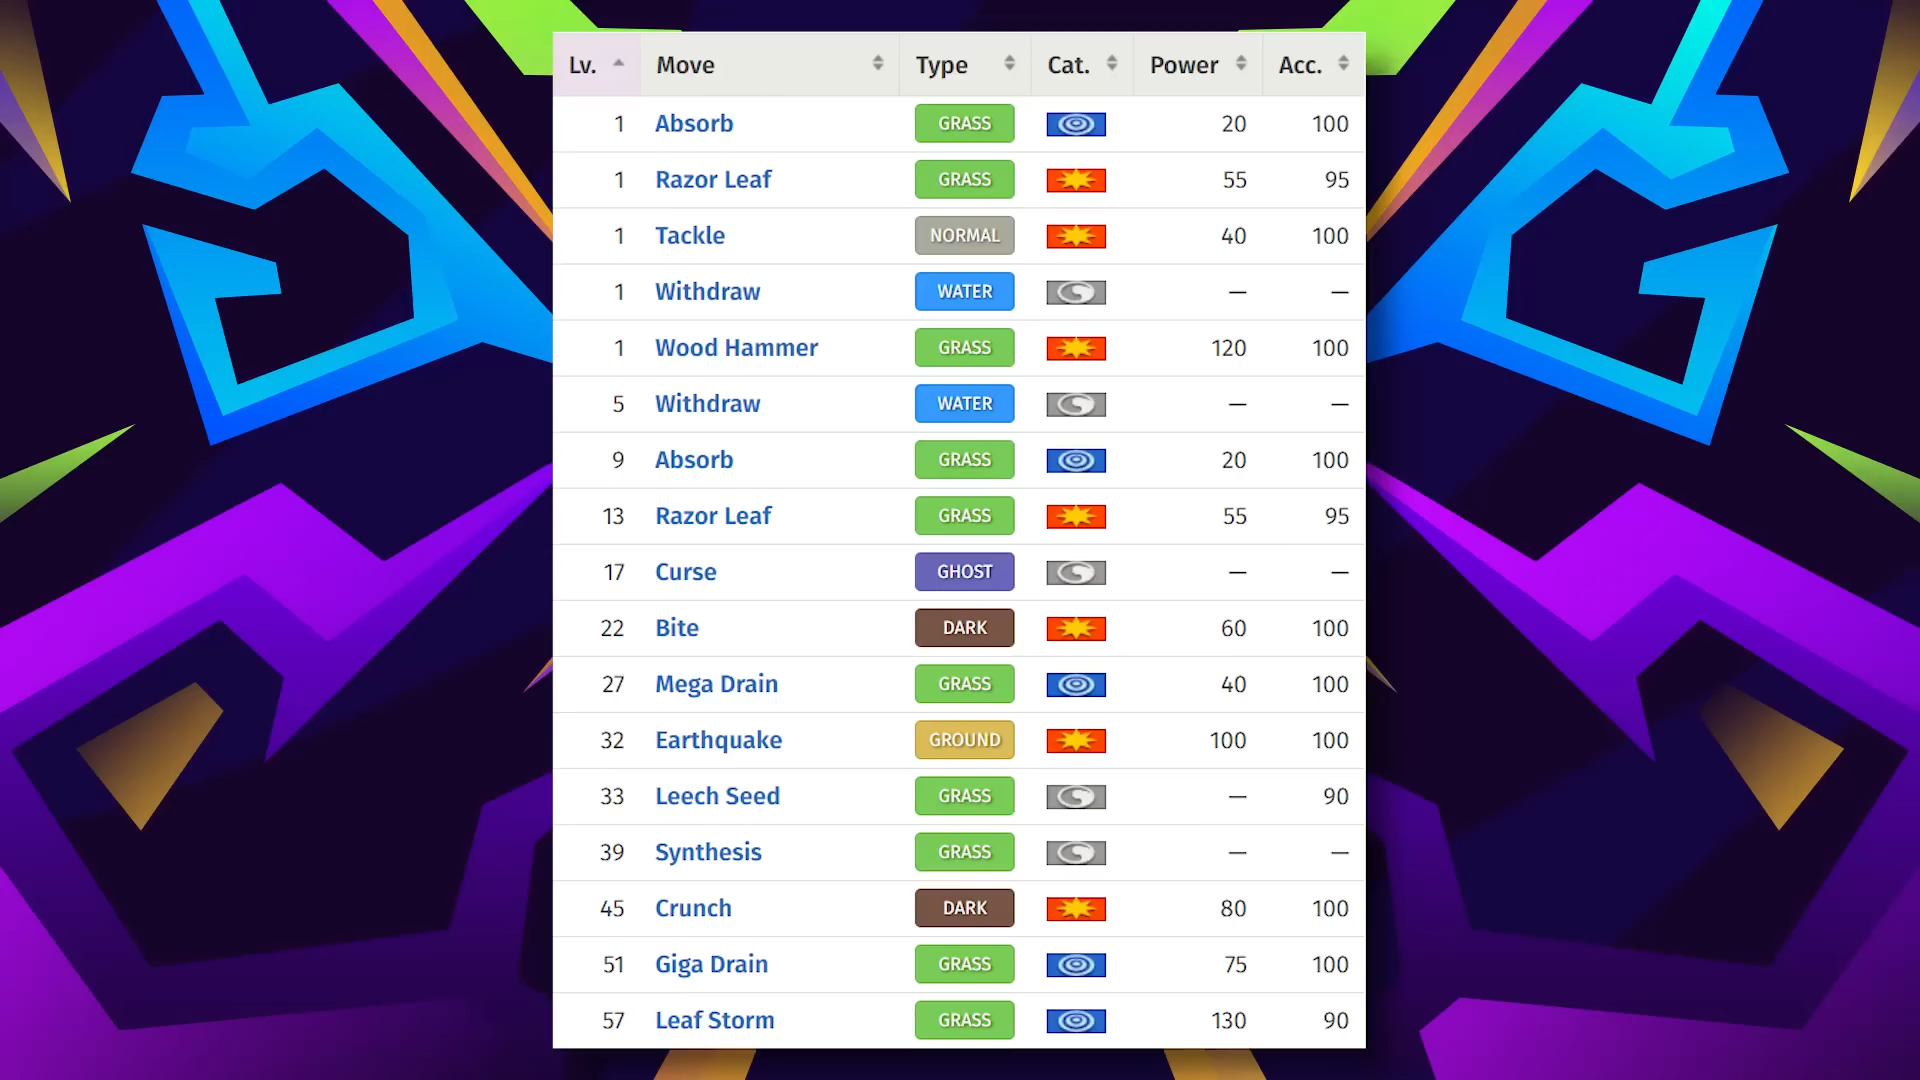 Lv. Move Type Cat. Power Acc.
1 Absorb GRASS 20 100
1 Razor Leaf GRASS 55 95
1 Tackle NORMAL 40 100
1 Withdraw WATER — —
1 Wood Hammer GRASS 120 100
5 Withdraw WATER — —
9 Absorb GRASS 20 100
13 Razor Leaf GRASS 55 95
17 Curse GHOST — —
22 Bite DARK 60 100
27 Mega Drain GRASS 40 100
32 Earthquake GROUND 100 100
33 Leech Seed GRASS — 90
39 Synthesis GRASS — —
45 Crunch DARK 80 100
51 Giga Drain GRASS 75 100
57 Leaf Storm GRASS 130 90